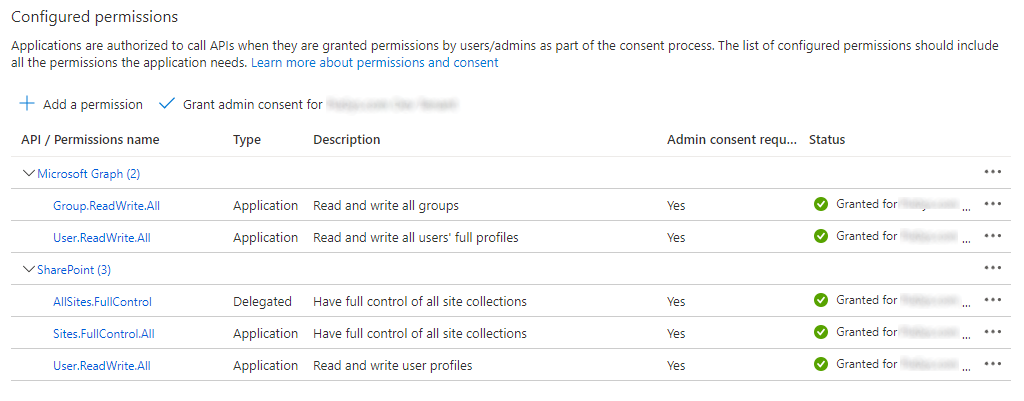 Configured permissions
Applications are authorized to call APIs when they are granted permissions by users/admins as part of the consent process. The list of configured permissions should include
all the permissions the application needs. Learn more about permissions and consent
Add a permission Grant admin consent for
API / Permissions name Type Description Admin consent requ... Status
Microsoft Graph (2) ...
Group.ReadWrite.All Application Read and write all groups Yes Granted for ... ...
User.ReadWrite.All Application Read and write all users' full profiles Yes Granted for ... ...
SharePoint (3) ...
AllSites.FullControl Delegated Have full control of all site collections Yes Granted for ... ...
Sites.FullControl.All Application Have full control of all site collections Yes Granted for ... ...
User.ReadWrite.All Application Read and write user profiles Yes Granted for ... ...